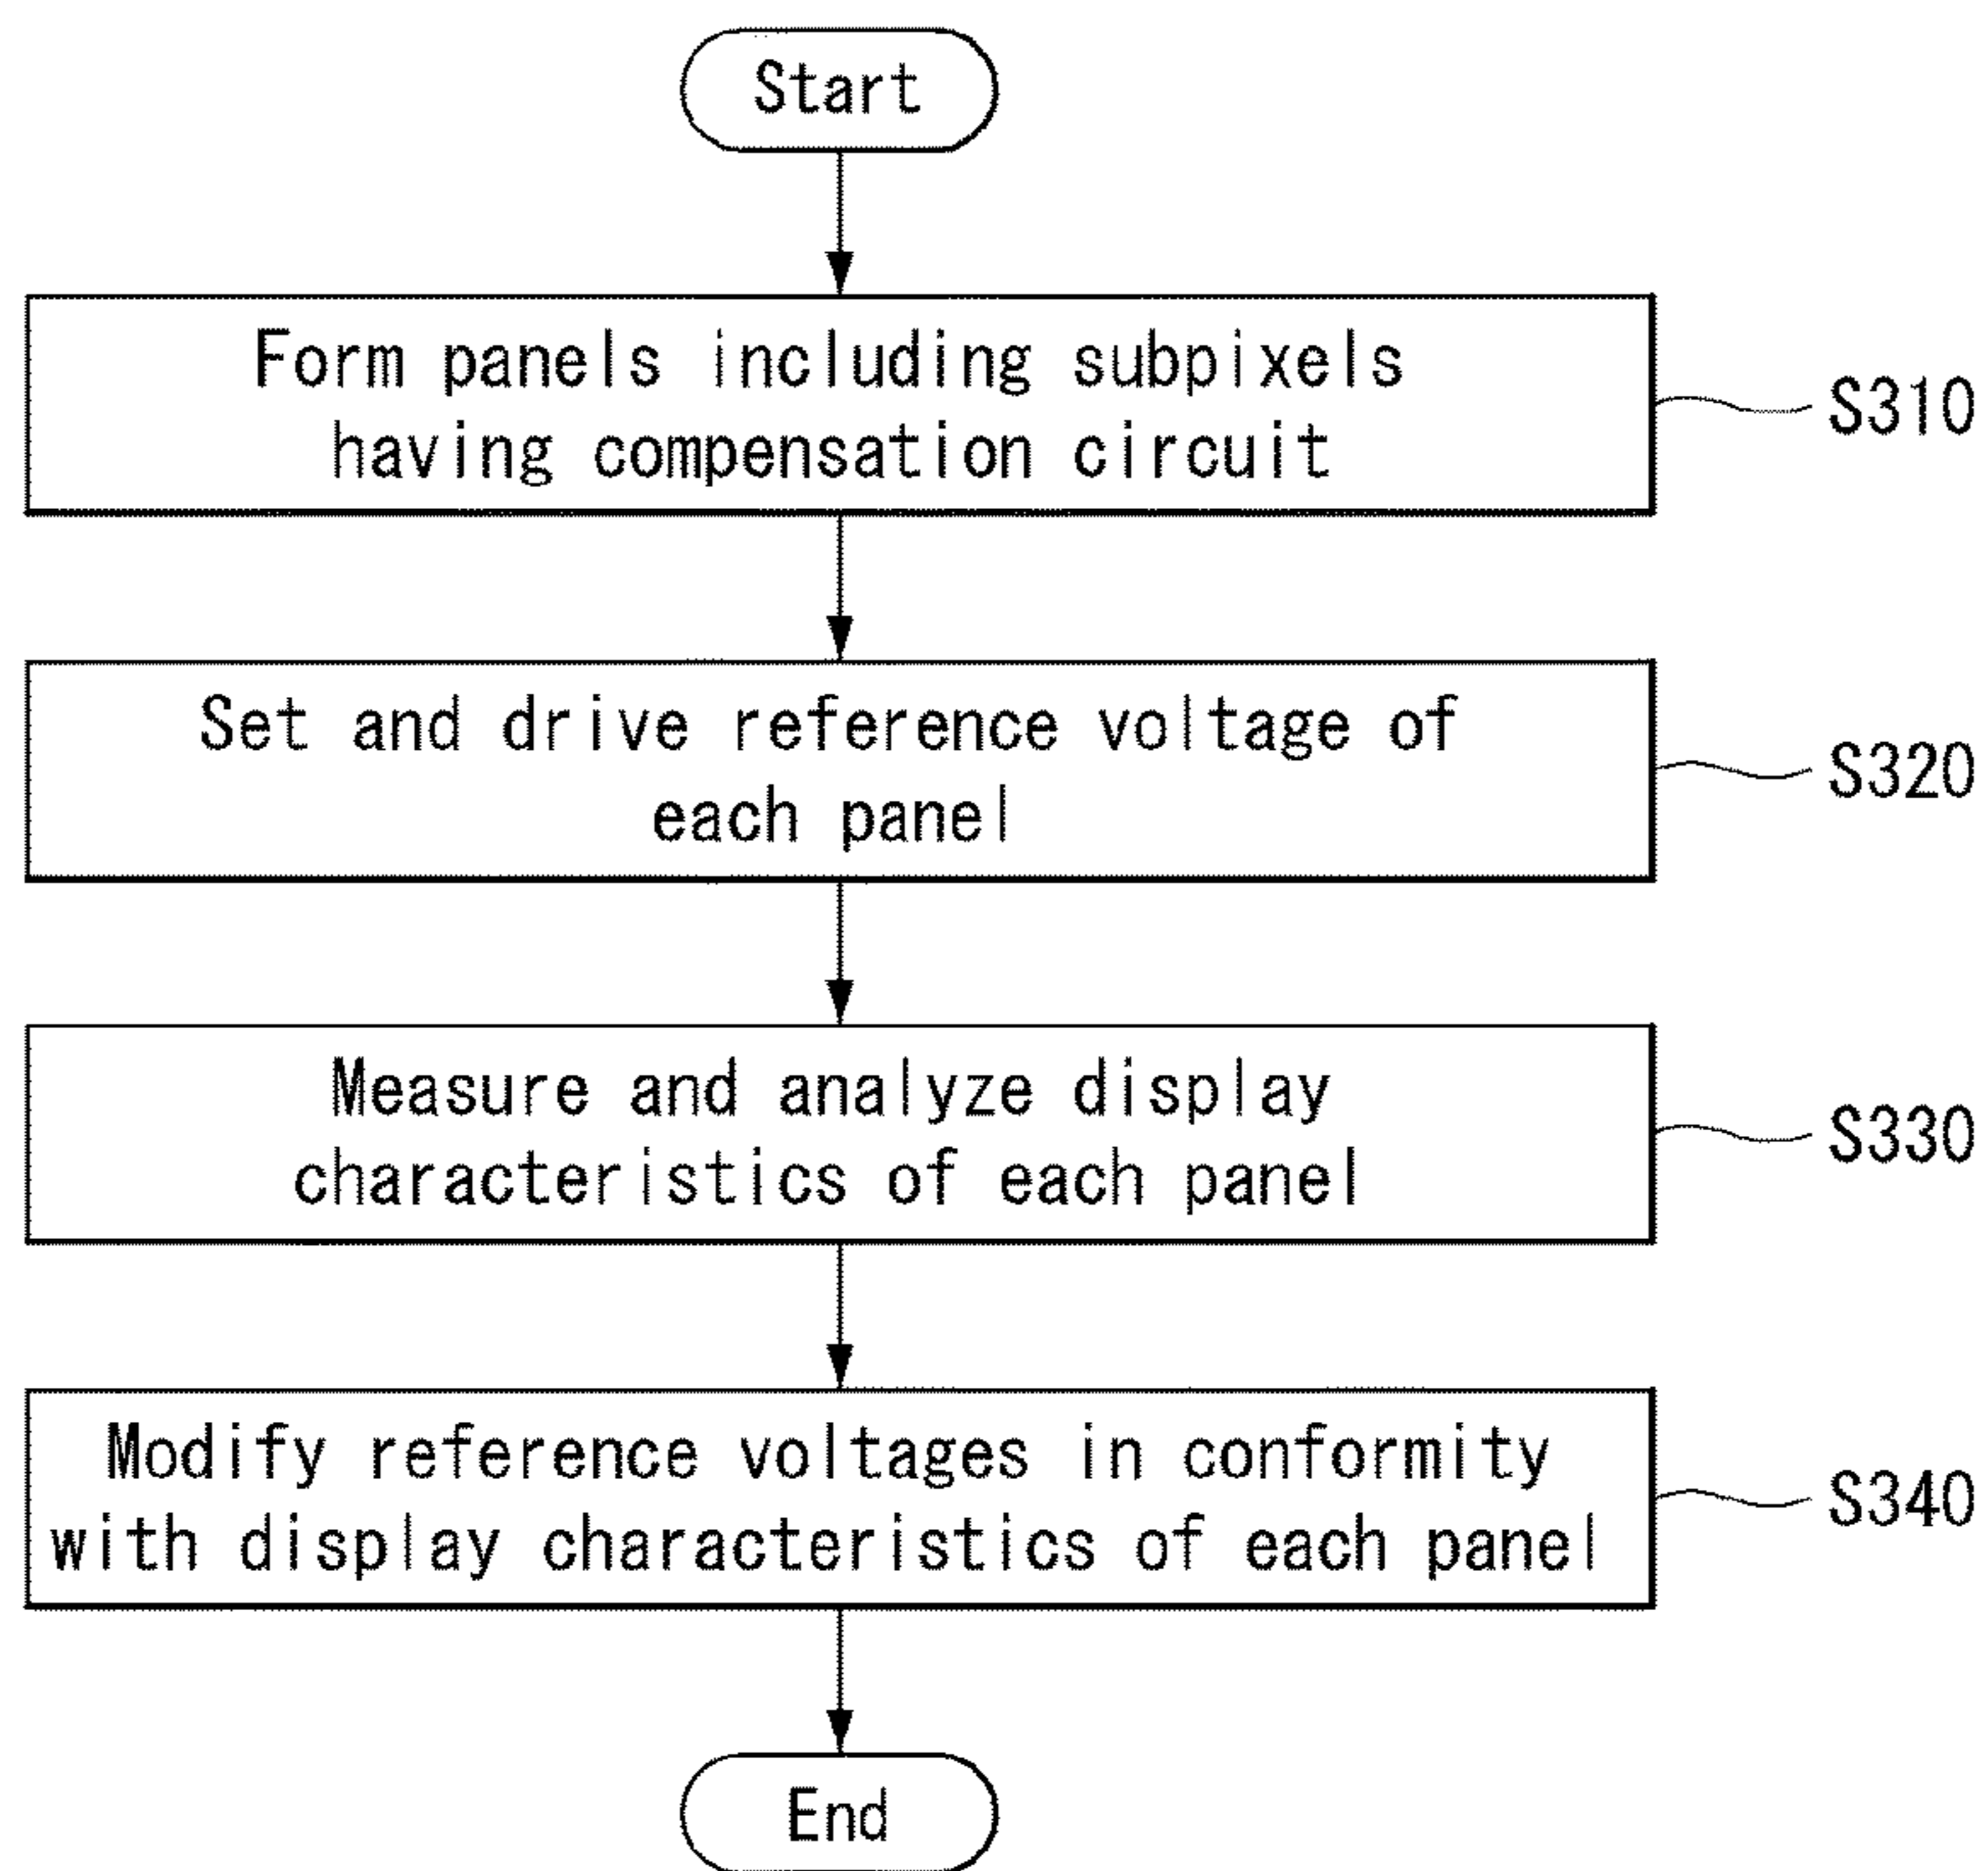 Start
Form panels including subpixels
having compensation circuit
S310
Set and drive reference voltage of
each panel
S320
Measure and analyze display
characteristics of each panel
S330
Modify reference voltages in conformity
with display characteristics of each panel
S340
End